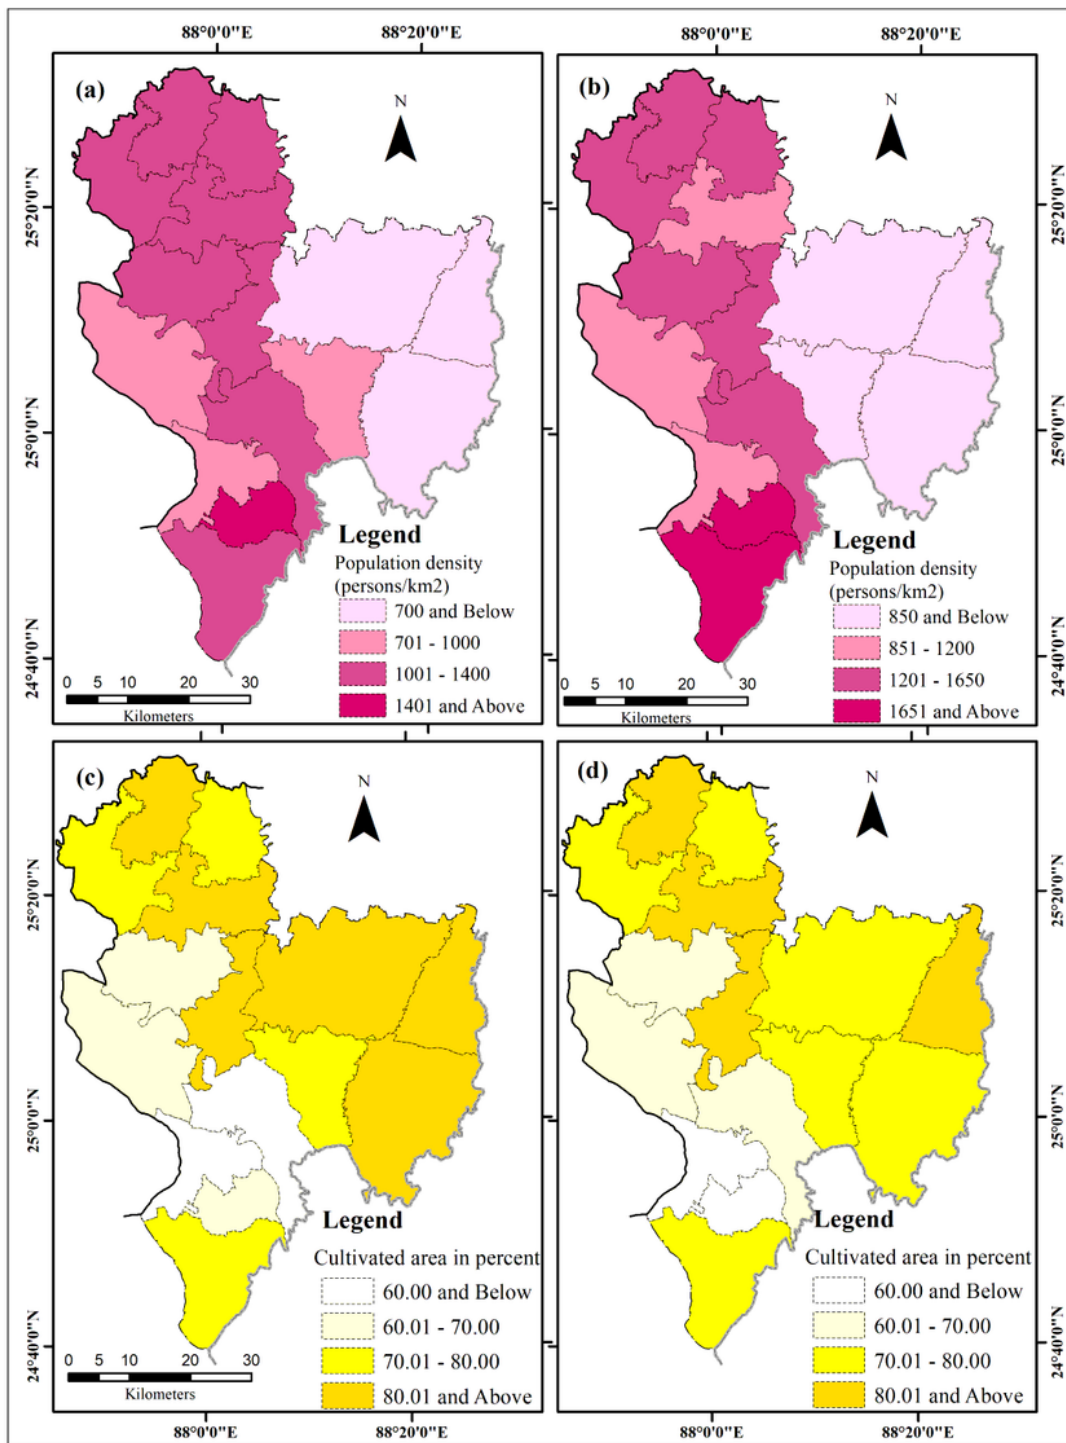 88°0'0"E 88°20'0"E 88°0'0"E 88°20'0"E
(a)
N
25°20'0"N
25°0'0"N
24°40'0"N
Legend
Population density
(persons/km2)
700 and Below
701 - 1000
1001 - 1400
1401 and Above
0 5 10 20 30
Kilometers
(b)
N
25°20'0"N
25°0'0"N
24°40'0"N
Legend
Population density
(persons/km2)
850 and Below
851 - 1200
1201 - 1650
1651 and Above
0 5 10 20 30
Kilometers
(c)
N
25°20'0"N
25°0'0"N
24°40'0"N
Legend
Cultivated area in percent
60.00 and Below
60.01 - 70.00
70.01 - 80.00
80.01 and Above
0 5 10 20 30
Kilometers
(d)
N
25°20'0"N
25°0'0"N
24°40'0"N
Legend
Cultivated area in percent
60.00 and Below
60.01 - 70.00
70.01 - 80.00
80.01 and Above
88°0'0"E 88°20'0"E 88°0'0"E 88°20'0"E